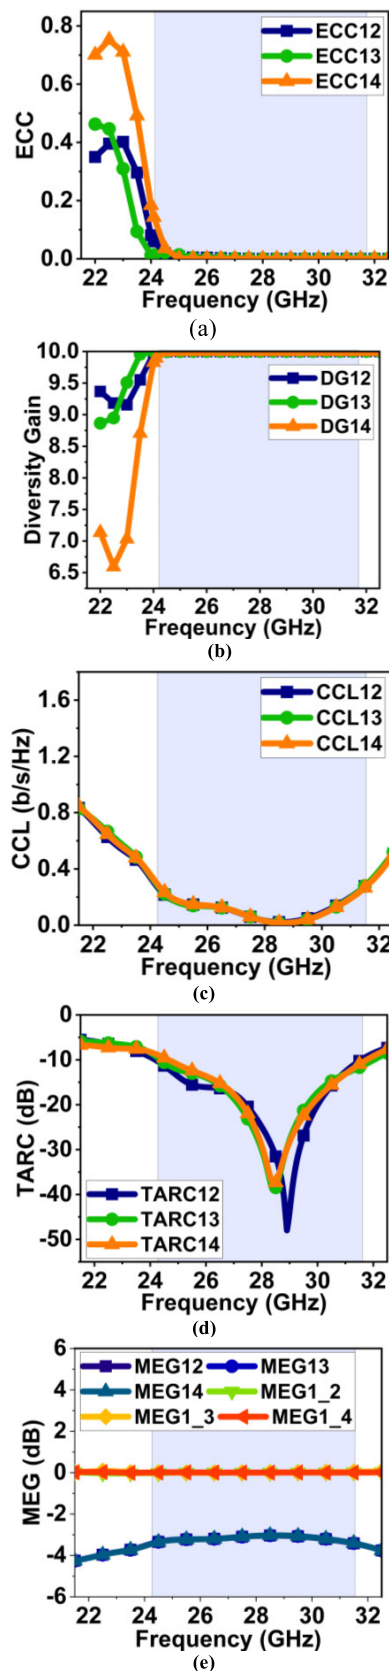 0.8
0.6
0.4
0.2
0.0
ECC
ECC12
ECC13
ECC14
22 24 26 28 30 32
Frequency (GHz)
(a)
10.0
9.5
9.0
8.5
8.0
7.5
7.0
6.5
Diversity Gain
DG12
DG13
DG14
22 24 26 28 30 32
Freqeuncy (GHz)
(b)
1.6
1.2
0.8
0.4
0.0
CCL (b/s/Hz)
CCL12
CCL13
CCL14
22 24 26 28 30 32
Frequency (GHz)
(c)
0
-10
-20
-30
-40
-50
TARC (dB)
TARC12
TARC13
TARC14
22 24 26 28 30 32
Frequency (GHz)
(d)
6
4
2
0
-2
-4
-6
MEG (dB)
MEG12 MEG13
MEG14 MEG1_2
MEG1_3 MEG1_4
22 24 26 28 30 32
Frequency (GHz)
(e)